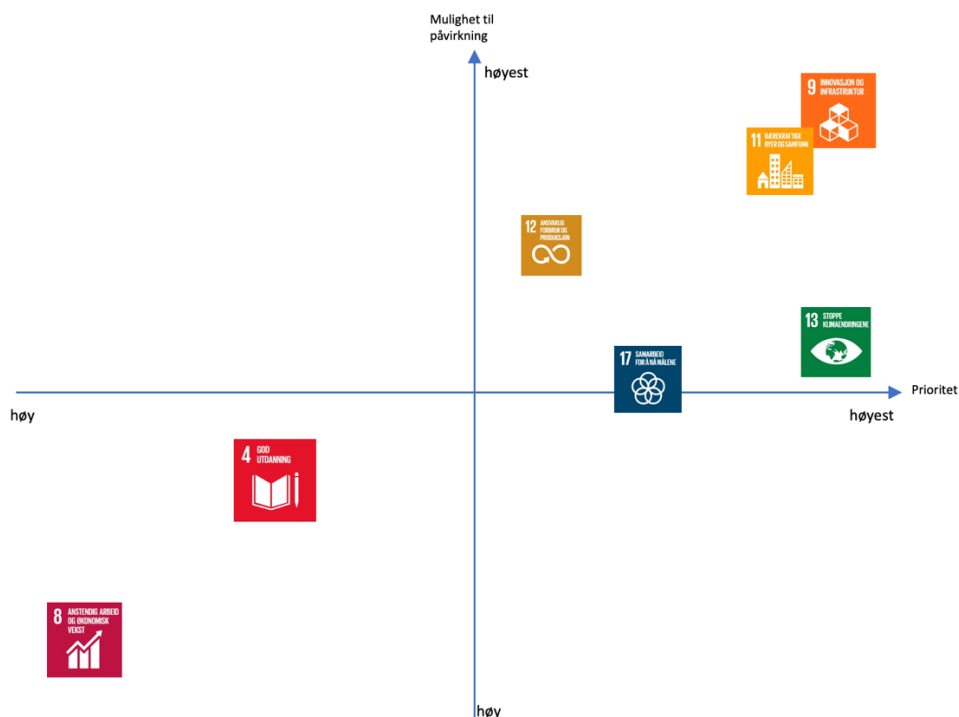 Mulighet til
påvirkning
høyest
9 INNOVASJON OG
INFRASTRUKTUR
11 BÆREKRAFTIGE
BYER OG SAMFUNN
12 ANSVARLIG
FORBRUK OG
PRODUKSJON
13 STOPPE
KLIMAENDRINGENE
17 SAMARBEID
FOR Å NÅ MÅLENE
Prioritet
høy
høyest
4 GOD
UTDANNING
8 ANSTENDIG ARBEID
OG ØKONOMISK
VEKST
høy